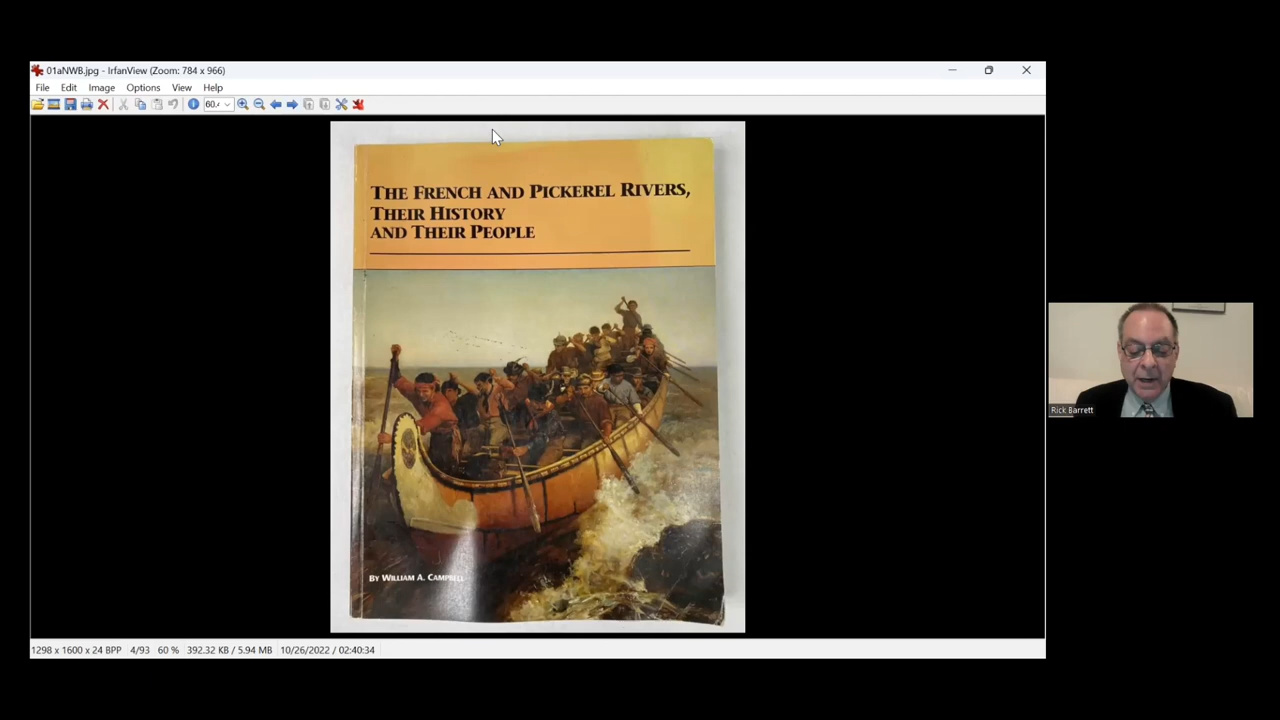 01aNWB.jpg - IrfanView (Zoom: 784 x 966)
File Edit Image Options View Help
60.4
THE FRENCH AND PICKEREL RIVERS,
THEIR HISTORY
AND THEIR PEOPLE
BY WILLIAM A. CAMPBELL
Rick Barrett
1298 x 1600 x 24 BPP 4/93 60 % 392.32 KB / 5.94 MB 10/26/2022 / 02:40:34